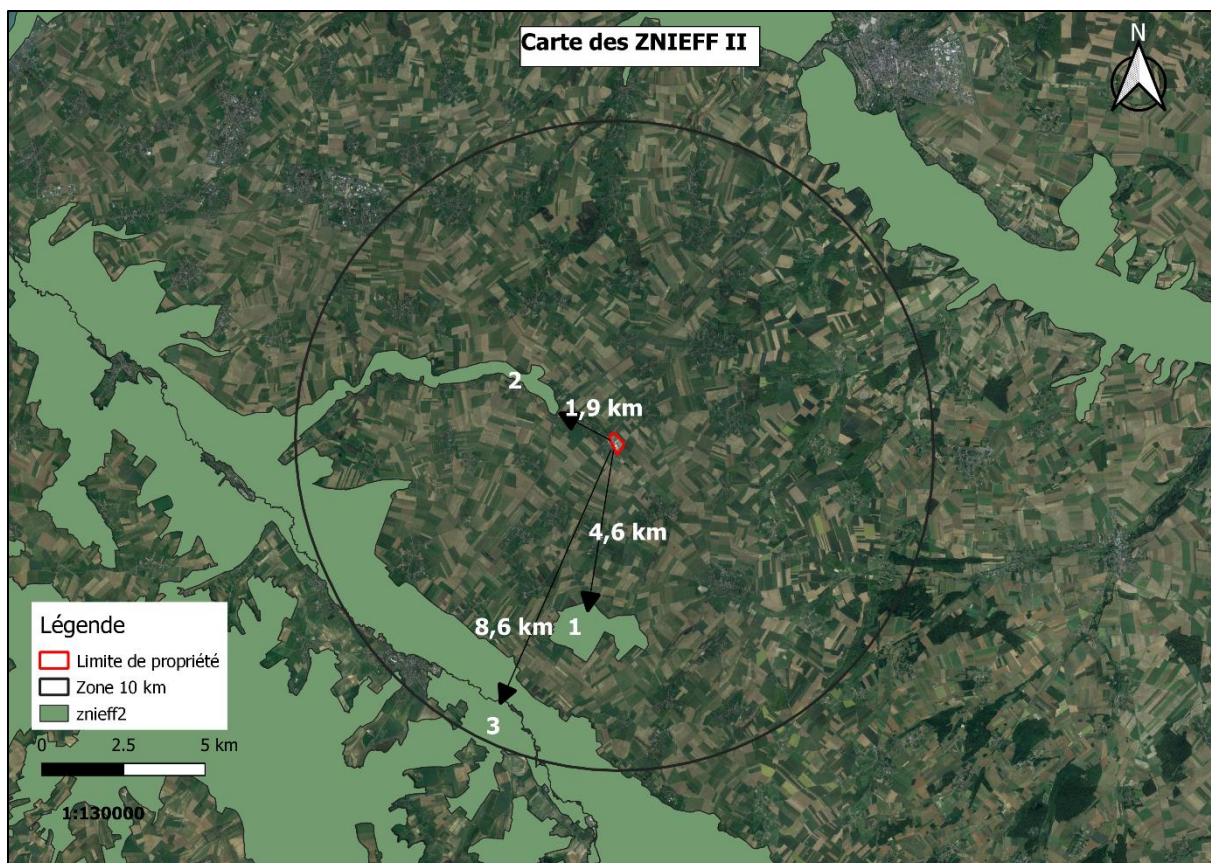 Carte des ZNIEFF II
N
2
1,9 km
4,6 km
8,6 km
1
3
Légende
Limite de propriété
Zone 10 km
znieff2
0 2.5 5 km
1:130000